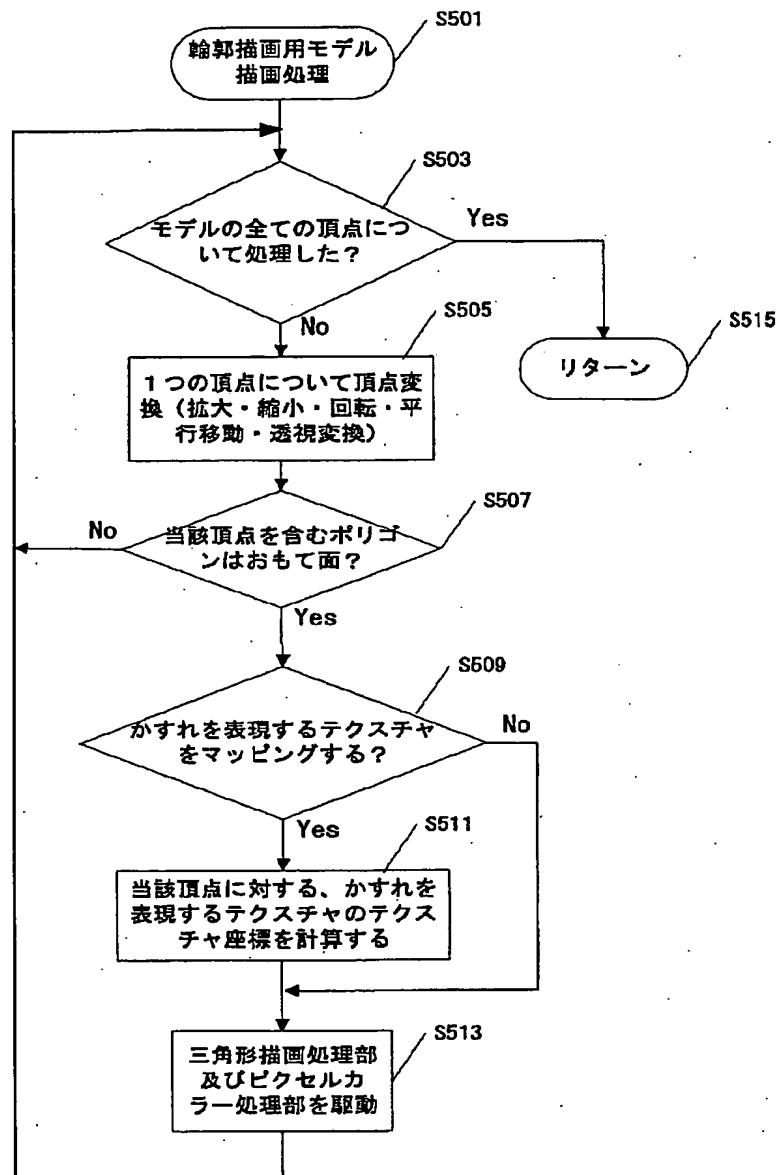 S501
輪郭描画用モデル
描画処理
S503
モデルの全ての頂点につ
いて処理した？
Yes
No
S505
S515
リターン
１つの頂点について頂点変
換（拡大・縮小・回転・平
行移動・透視変換）
S507
No
当該頂点を含むポリゴ
ンはおもて面？
Yes
S509
かすれを表現するテクスチャ
をマッピングする？
No
Yes
S511
当該頂点に対する、かすれを
表現するテクスチャのテクス
チャ座標を計算する
S513
三角形描画処理部
及びピクセルカ
ラー処理部を駆動